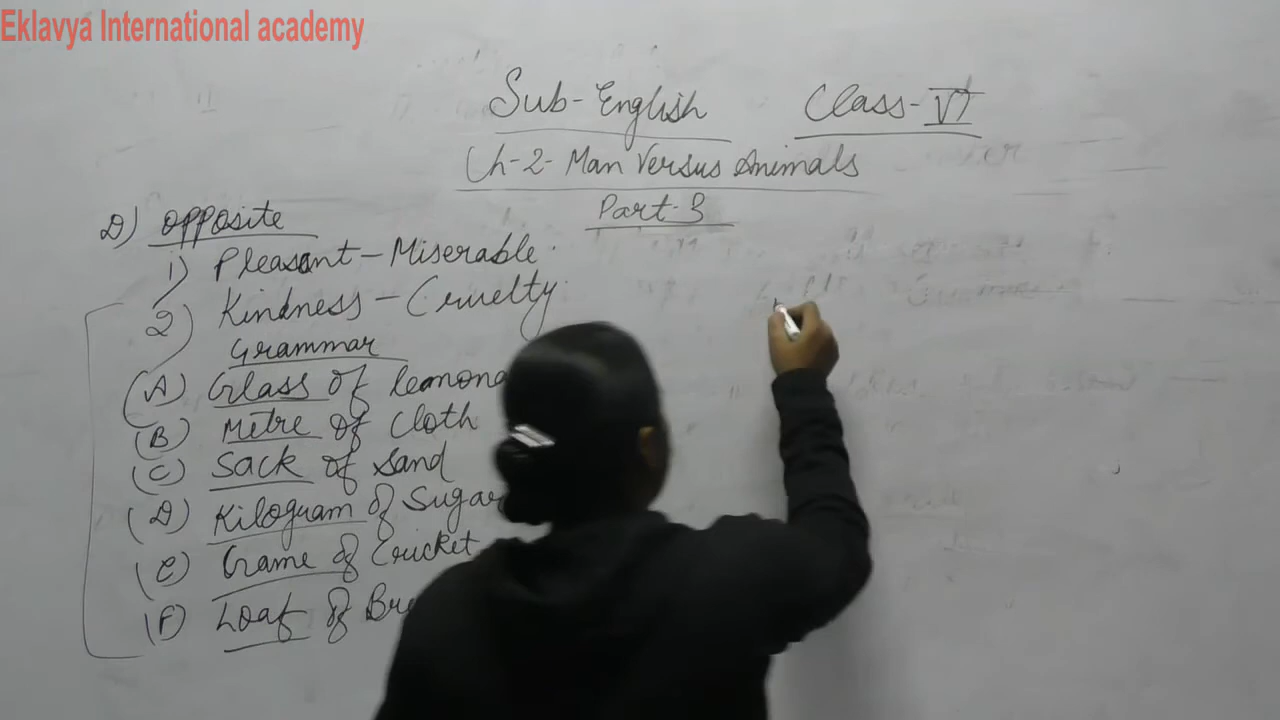 Eklavya International academy
Sub-English Class-VI
Ch-2- Man Versus Animals
Part-3
D) opposite
1) Pleasant - Miserable.
2) Kindness - Cruelty.
Grammar
(A) Glass of
(B) Metre of Cloth
(C) Sack of Sand
(D) Kilogram of Sugar
(E) Game of Cricket
(F) Loaf of